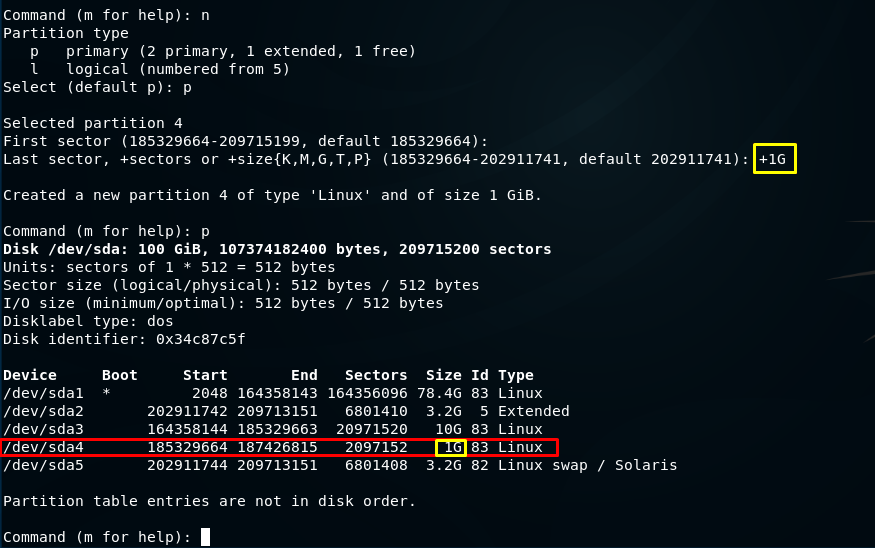 Command (m for help): n
Partition type
   p   primary (2 primary, 1 extended, 1 free)
   l   logical (numbered from 5)
Select (default p): p

Selected partition 4
First sector (185329664-209715199, default 185329664):
Last sector, +sectors or +size{K,M,G,T,P} (185329664-202911741, default 202911741): +1G

Created a new partition 4 of type 'Linux' and of size 1 GiB.

Command (m for help): p
Disk /dev/sda: 100 GiB, 107374182400 bytes, 209715200 sectors
Units: sectors of 1 * 512 = 512 bytes
Sector size (logical/physical): 512 bytes / 512 bytes
I/O size (minimum/optimal): 512 bytes / 512 bytes
Disklabel type: dos
Disk identifier: 0x34c87c5f

Device     Boot     Start       End   Sectors  Size Id Type
/dev/sda1  *         2048 164358143 164356096 78.4G 83 Linux
/dev/sda2       202911742 209713151   6801410  3.2G  5 Extended
/dev/sda3       164358144 185329663  20971520   10G 83 Linux
/dev/sda4       185329664 187426815   2097152    1G 83 Linux
/dev/sda5       202911744 209713151   6801408  3.2G 82 Linux swap / Solaris

Partition table entries are not in disk order.

Command (m for help):